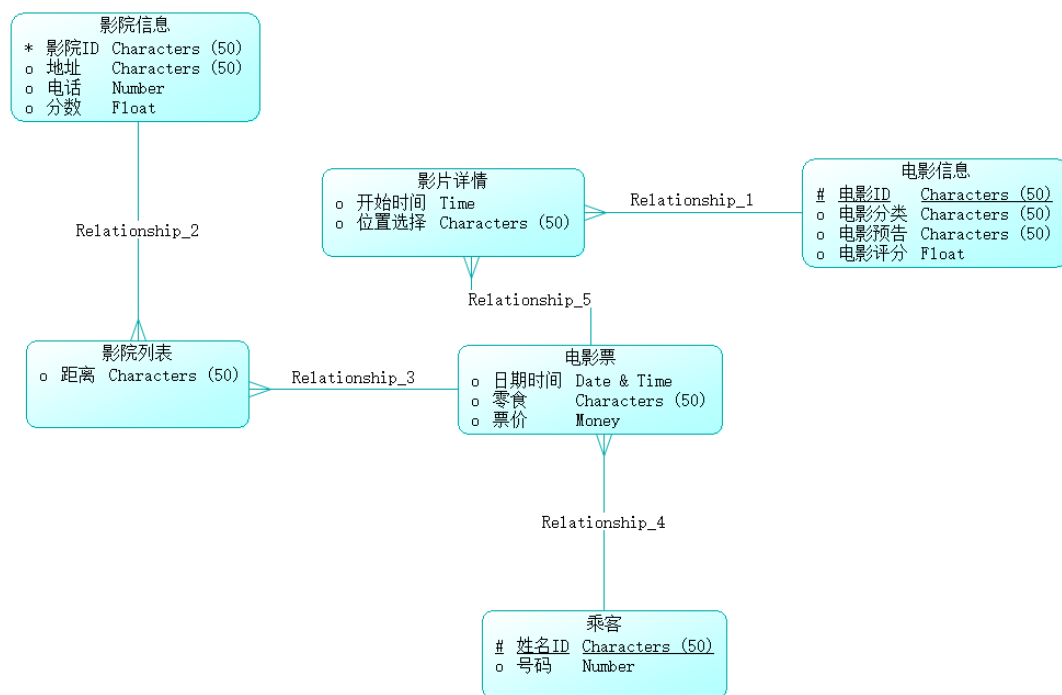 影院信息
* 影院ID Characters (50)
o 地址 Characters (50)
o 电话 Number
o 分数 Float
影片详情
o 开始时间 Time
o 位置选择 Characters (50)
Relationship_1
电影信息
# 电影ID Characters (50)
o 电影分类 Characters (50)
o 电影预告 Characters (50)
o 电影评分 Float
Relationship_2
Relationship_5
影院列表
o 距离 Characters (50)
Relationship_3
电影票
o 日期时间 Date & Time
o 零食 Characters (50)
o 票价 Money
Relationship_4
乘客
# 姓名ID Characters (50)
o 号码 Number